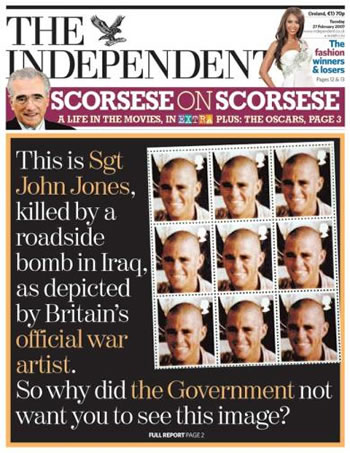 THE
INDEPENDENT
(Ireland, €1) 70p
Tuesday
27 February 2007
www.independent.co.uk
The
fashion
winners
& losers
Pages 12 & 13
SCORSESE ON SCORSESE
A LIFE IN THE MOVIES, IN EXTRA PLUS: THE OSCARS, PAGE 3
This is Sgt
John Jones,
killed by a
roadside
bomb in Iraq,
as depicted
by Britain's
official war
artist.
So why did the Government not
want you to see this image?
FULL REPORT PAGE 2